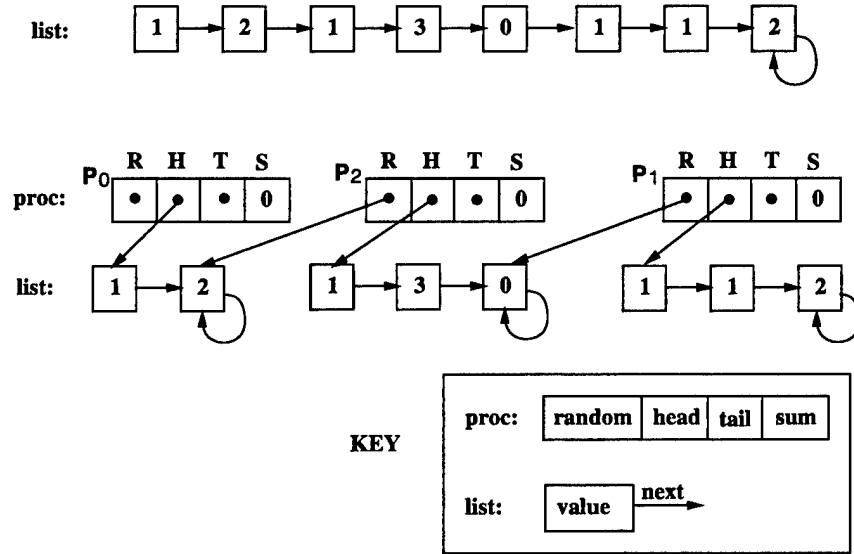 list: 1 2 1 3 0 1 1 2
R H T S R H T S R H T S
proc: P0 0 P2 0 P1 0
list: 1 2 1 3 0 1 1 2
KEY
proc: random head tail sum
list: value next